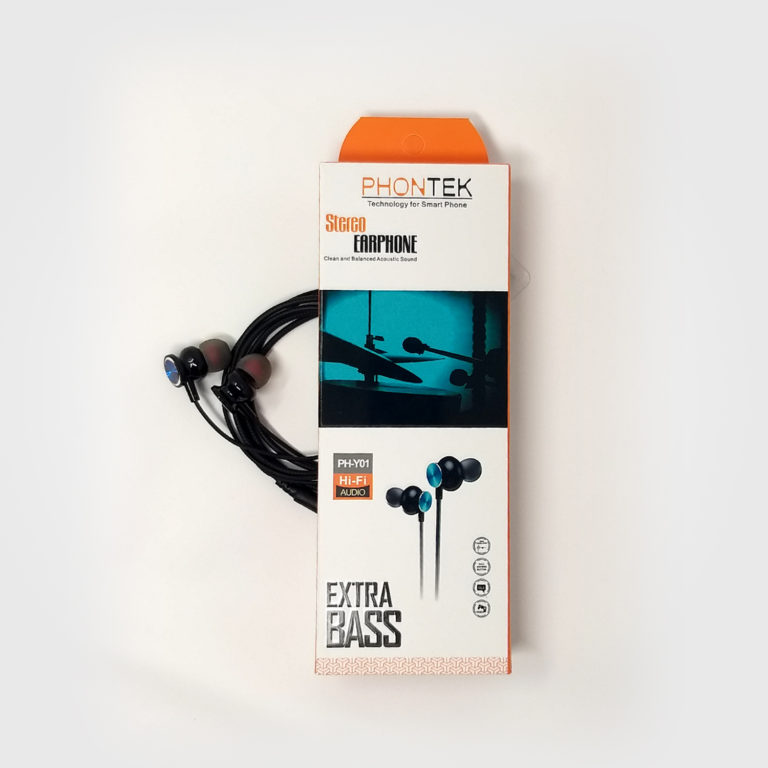 PHONTEK
Technology for Smart Phone
Stereo
EARPHONE
Clean and Balanced Acoustic Sound
PH-Y01
Hi-Fi
AUDIO
EXTRA
BASS